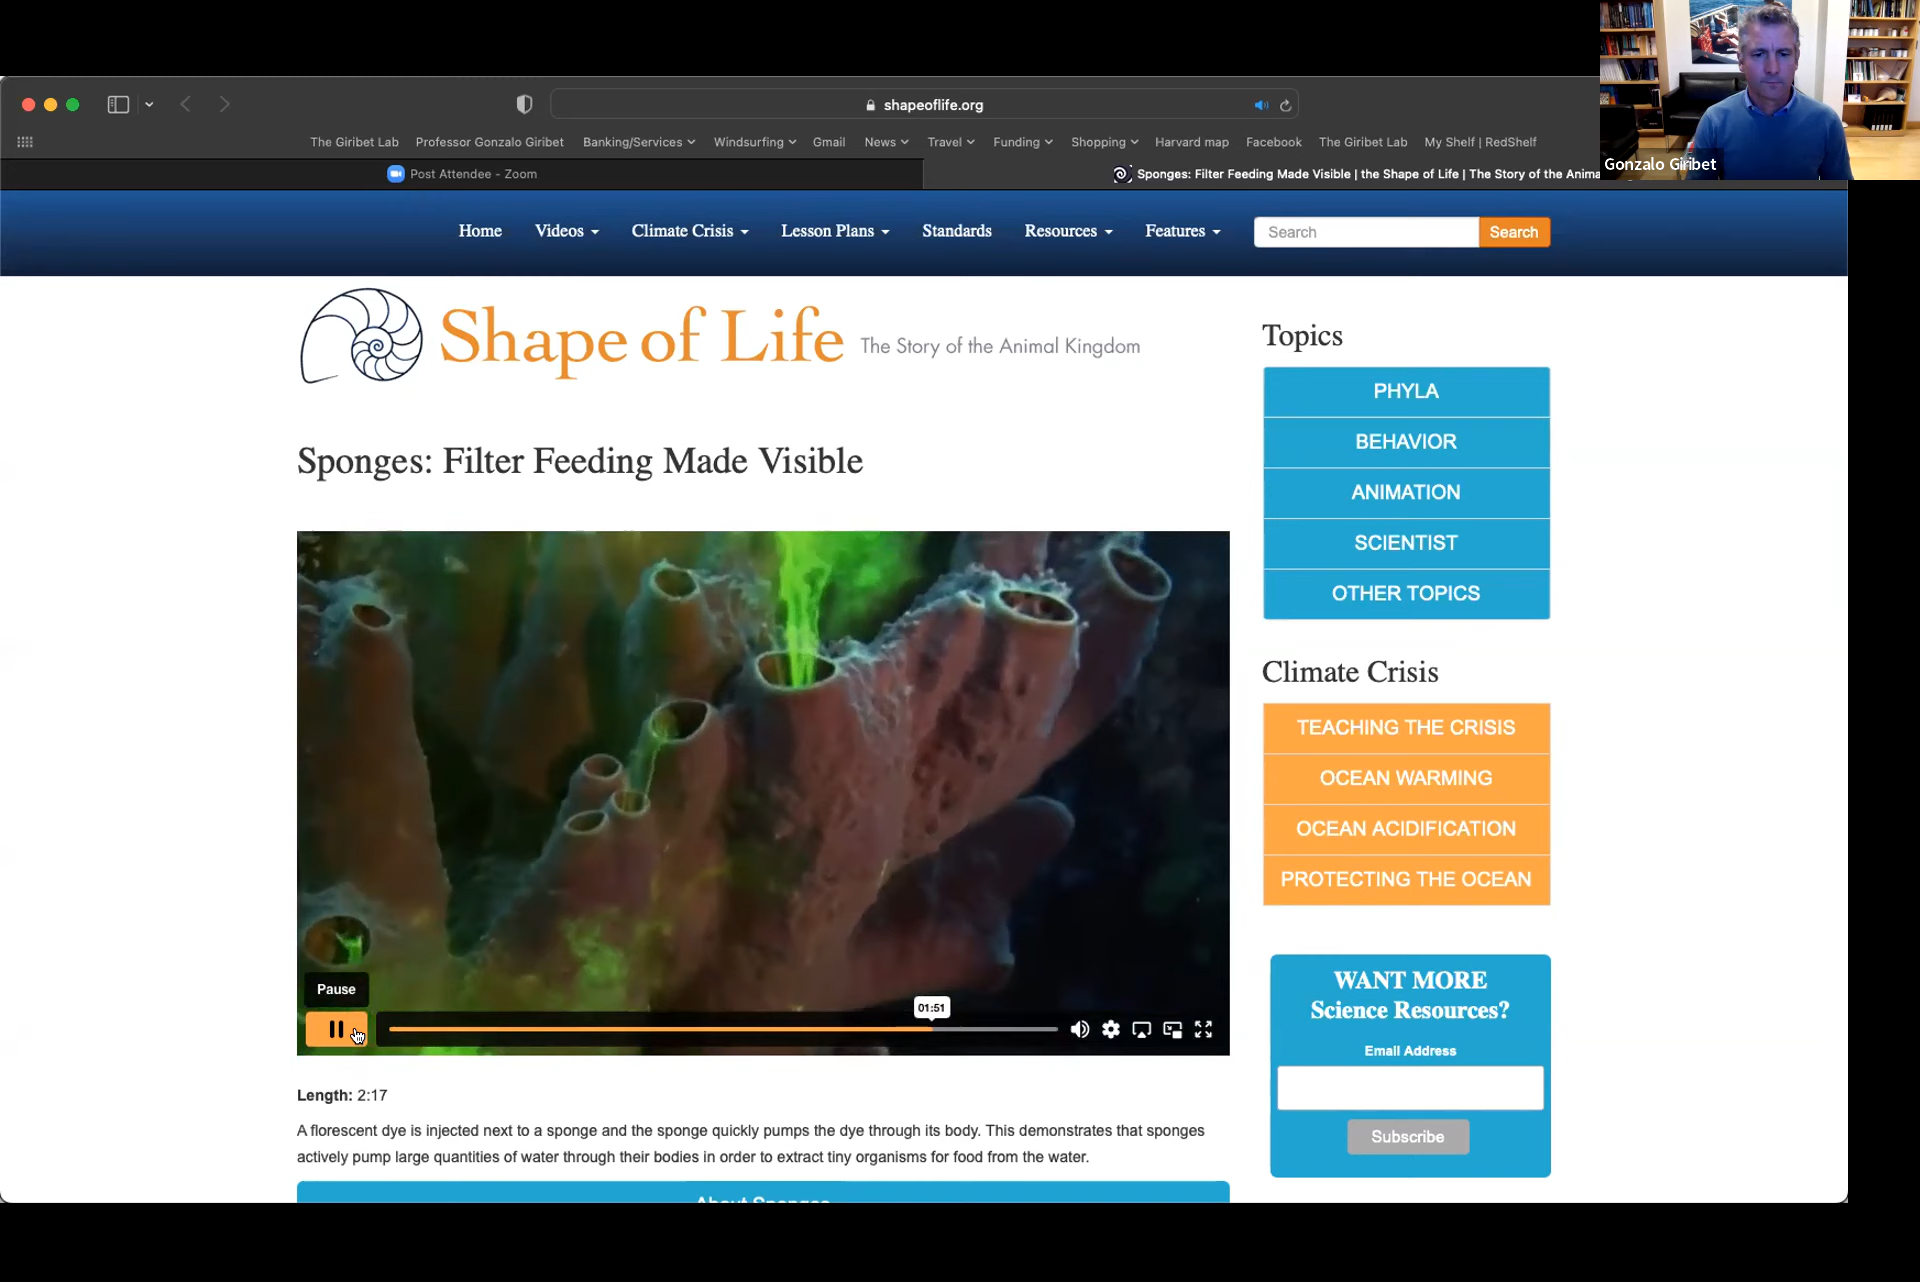 shapeoflife.org
The Giribet Lab Professor Gonzalo Giribet Banking/Services Windsurfing Gmail News Travel Funding Shopping Harvard map Facebook The Giribet Lab My Shelf | RedShelf
Gonzalo Giribet
Post Attendee - Zoom
Sponges: Filter Feeding Made Visible | the Shape of Life | The Story of the Anima
Home Videos Climate Crisis Lesson Plans Standards Resources Features Search Search
Shape of Life The Story of the Animal Kingdom
Topics
PHYLA
BEHAVIOR
ANIMATION
SCIENTIST
OTHER TOPICS
Sponges: Filter Feeding Made Visible
Climate Crisis
TEACHING THE CRISIS
OCEAN WARMING
OCEAN ACIDIFICATION
PROTECTING THE OCEAN
Pause
01:51
WANT MORE
Science Resources?
Email Address
Subscribe
Length: 2:17
A florescent dye is injected next to a sponge and the sponge quickly pumps the dye through its body. This demonstrates that sponges
actively pump large quantities of water through their bodies in order to extract tiny organisms for food from the water.
About Sponges